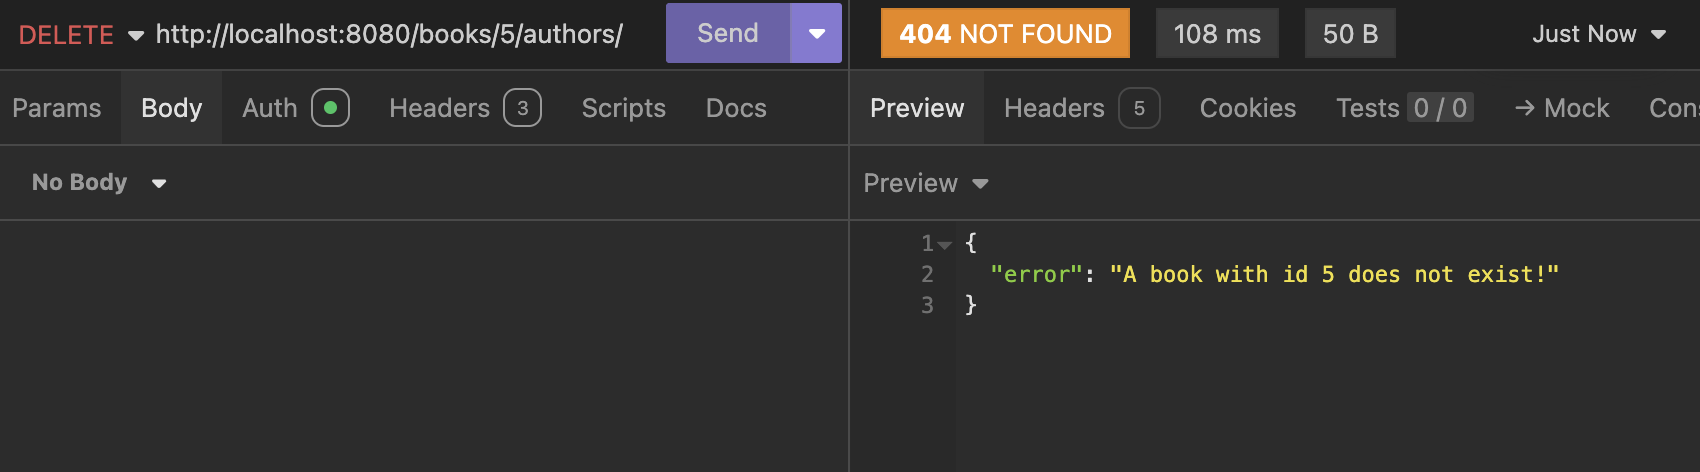 DELETE http://localhost:8080/books/5/authors/ Send 404 NOT FOUND 108 ms 50 B Just Now
Params Body Auth Headers 3 Scripts Docs Preview Headers 5 Cookies Tests 0 / 0 → Mock Con
No Body Preview
1 {
2 "error": "A book with id 5 does not exist!"
3 }